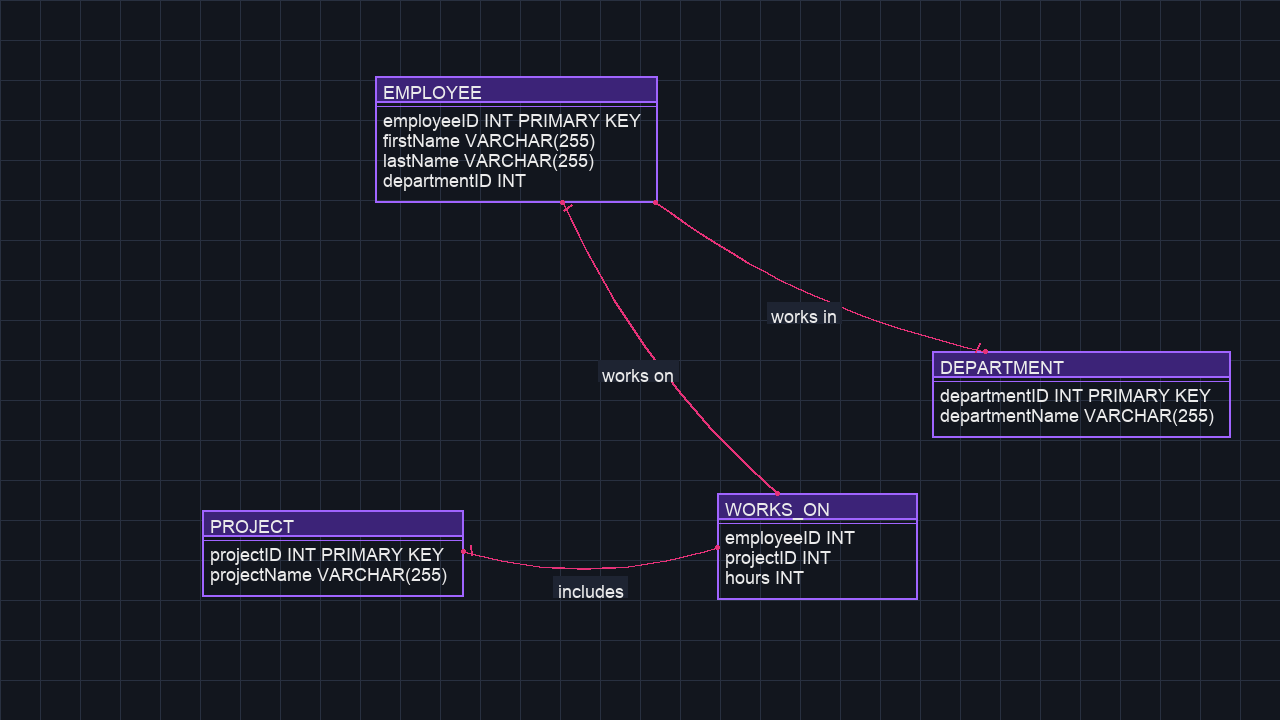 EMPLOYEE
employeeID INT PRIMARY KEY
firstName VARCHAR(255)
lastName VARCHAR(255)
departmentID INT
works in
works on
DEPARTMENT
departmentID INT PRIMARY KEY
departmentName VARCHAR(255)
PROJECT
projectID INT PRIMARY KEY
projectName VARCHAR(255)
includes
WORKS_ON
employeeID INT
projectID INT
hours INT